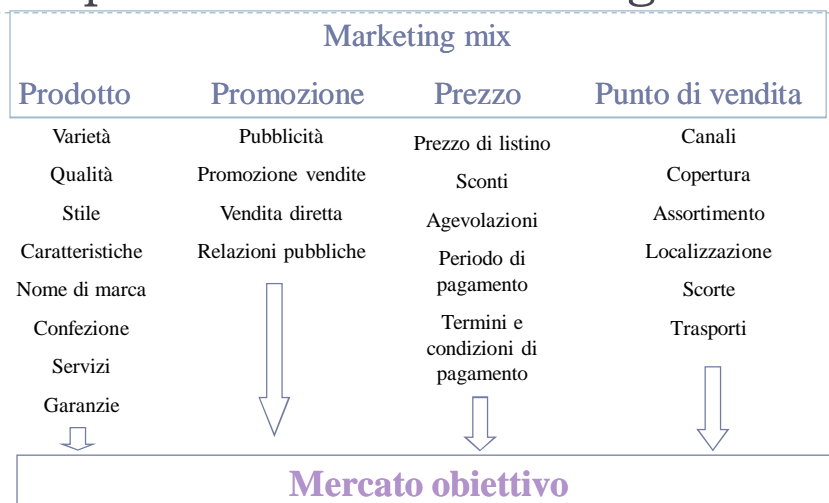 Marketing mix
Prodotto
Promozione
Prezzo
Punto di vendita
Varietà
Qualità
Stile
Caratteristiche
Nome di marca
Confezione
Servizi
Garanzie
Pubblicità
Promozione vendite
Vendita diretta
Relazioni pubbliche
Prezzo di listino
Sconti
Agevolazioni
Periodo di
pagamento
Termini e
condizioni di
pagamento
Canali
Copertura
Assortimento
Localizzazione
Scorte
Trasporti
Mercato obiettivo